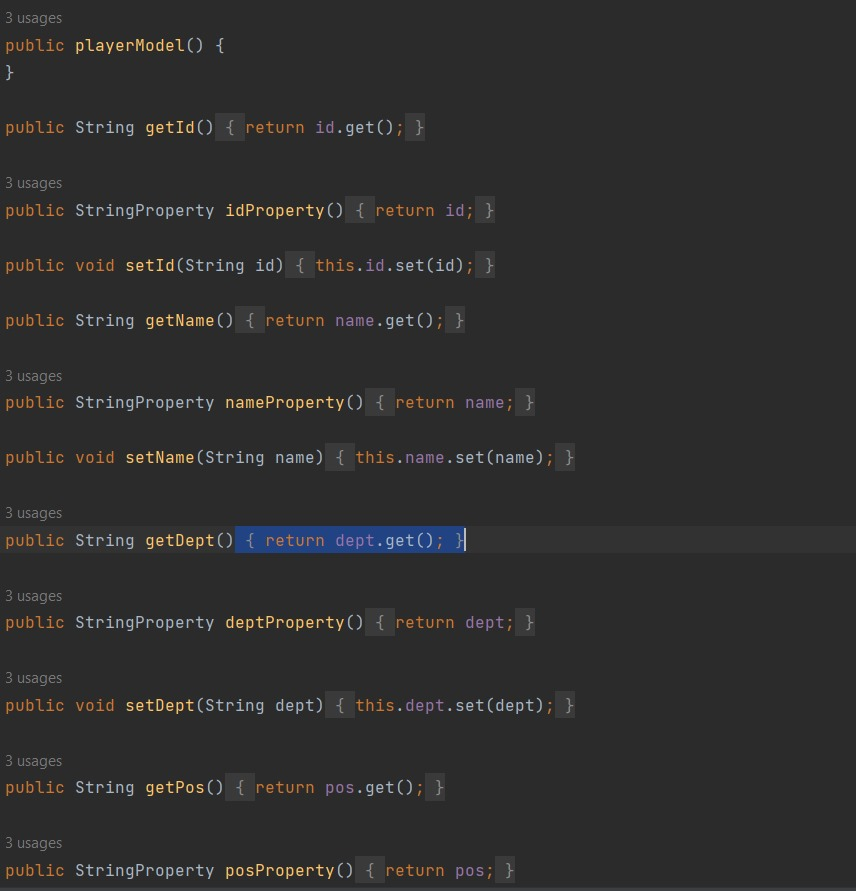 3 usages
public playerModel() {
}
public String getId() { return id.get(); }
3 usages
public StringProperty idProperty() { return id; }
public void setId(String id) { this.id.set(id); }
public String getName() { return name.get(); }
3 usages
public StringProperty nameProperty() { return name; }
public void setName(String name) { this.name.set(name); }
3 usages
public String getDept() { return dept.get(); }
3 usages
public StringProperty deptProperty() { return dept; }
3 usages
public void setDept(String dept) { this.dept.set(dept); }
3 usages
public String getPos() { return pos.get(); }
3 usages
public StringProperty posProperty() { return pos; }